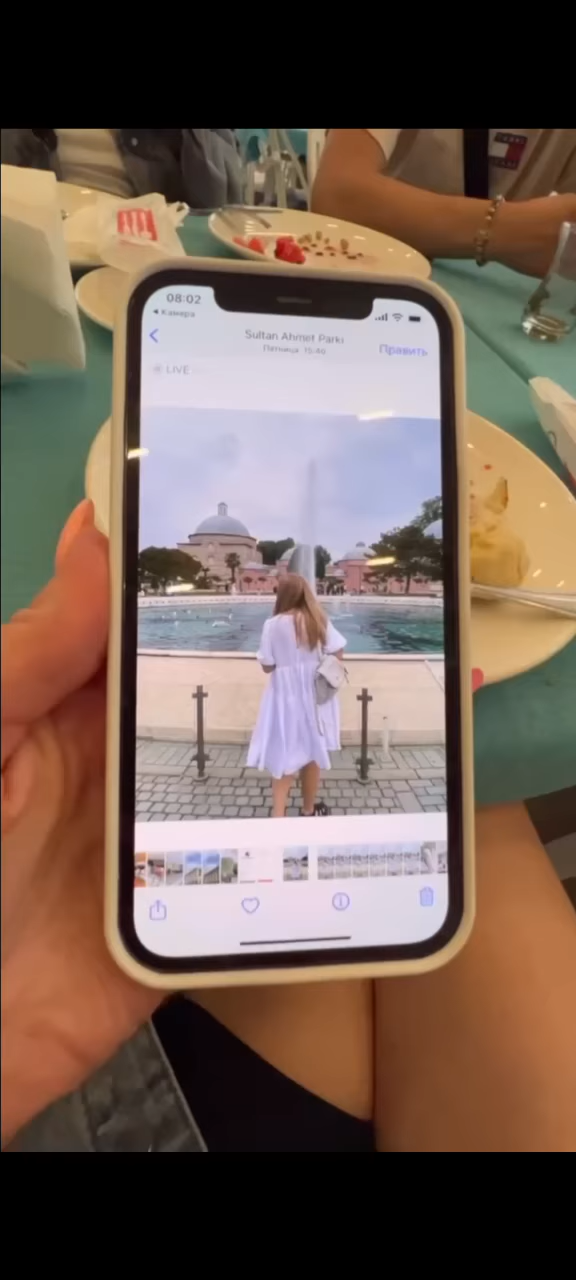 08:02
Камера
Sultan Ahmet Parkı
Пятница 15:40
Править
LIVE